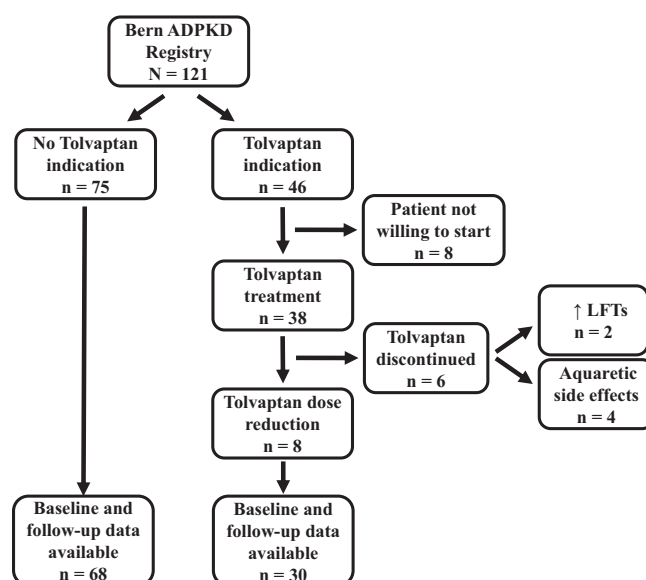 Bern ADPKD
Registry
N = 121
No Tolvaptan
indication
n = 75
Tolvaptan
indication
n = 46
Patient not
willing to start
n = 8
Tolvaptan
treatment
n = 38
Tolvaptan
discontinued
n = 6
↑ LFTs
n = 2
Aquaretic
side effects
n = 4
Tolvaptan dose
reduction
n = 8
Baseline and
follow-up data
available
n = 68
Baseline and
follow-up data
available
n = 30